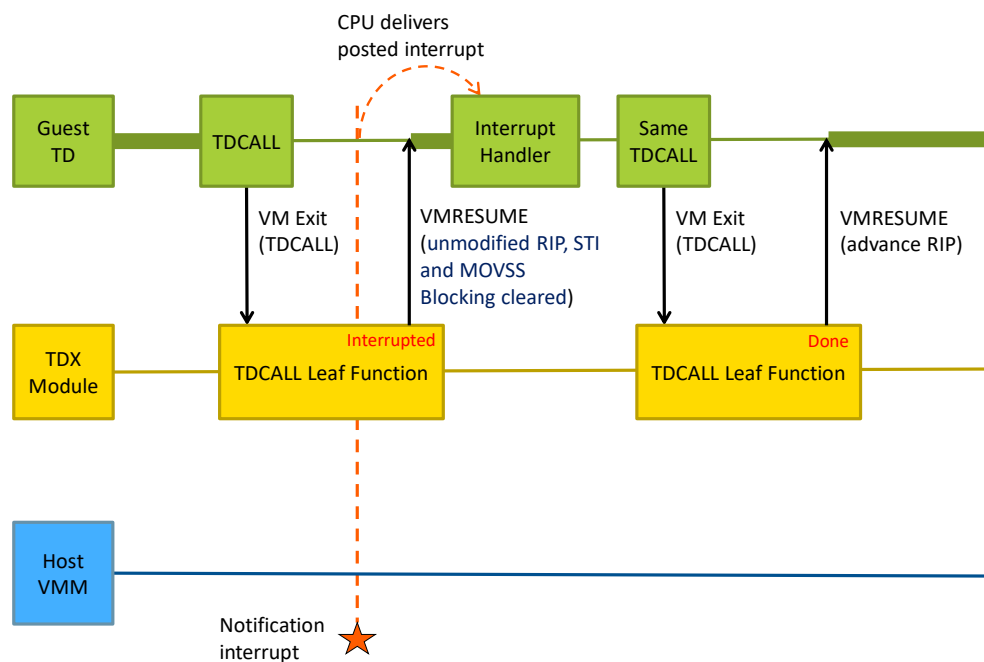 CPU delivers
posted interrupt
Guest
TD
TDCALL
Interrupt
Handler
Same
TDCALL
VM Exit
(TDCALL)
VMRESUME
(unmodified RIP, STI
and MOVSS
Blocking cleared)
VM Exit
(TDCALL)
VMRESUME
(advance RIP)
TDX
Module
Interrupted
TDCALL Leaf Function
Done
TDCALL Leaf Function
Host
VMM
Notification
interrupt